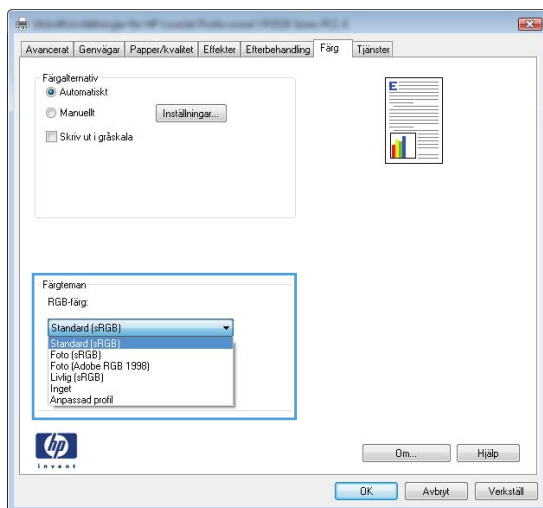 Avancerat Genvägar Papper/kvalitet Effekter Efterbehandling Färg Tjänster
Färgalternativ
Automatiskt
Manuellt Inställningar...
Skriv ut i gråskala
E
Färgteman
RGB-färg:
Standard (sRGB)
Standard (sRGB)
Foto (sRGB)
Foto (Adobe RGB 1998)
Livlig (sRGB)
Inget
Anpassad profil
hp
invent
Om... Hjälp
OK Avbryt Verkställ